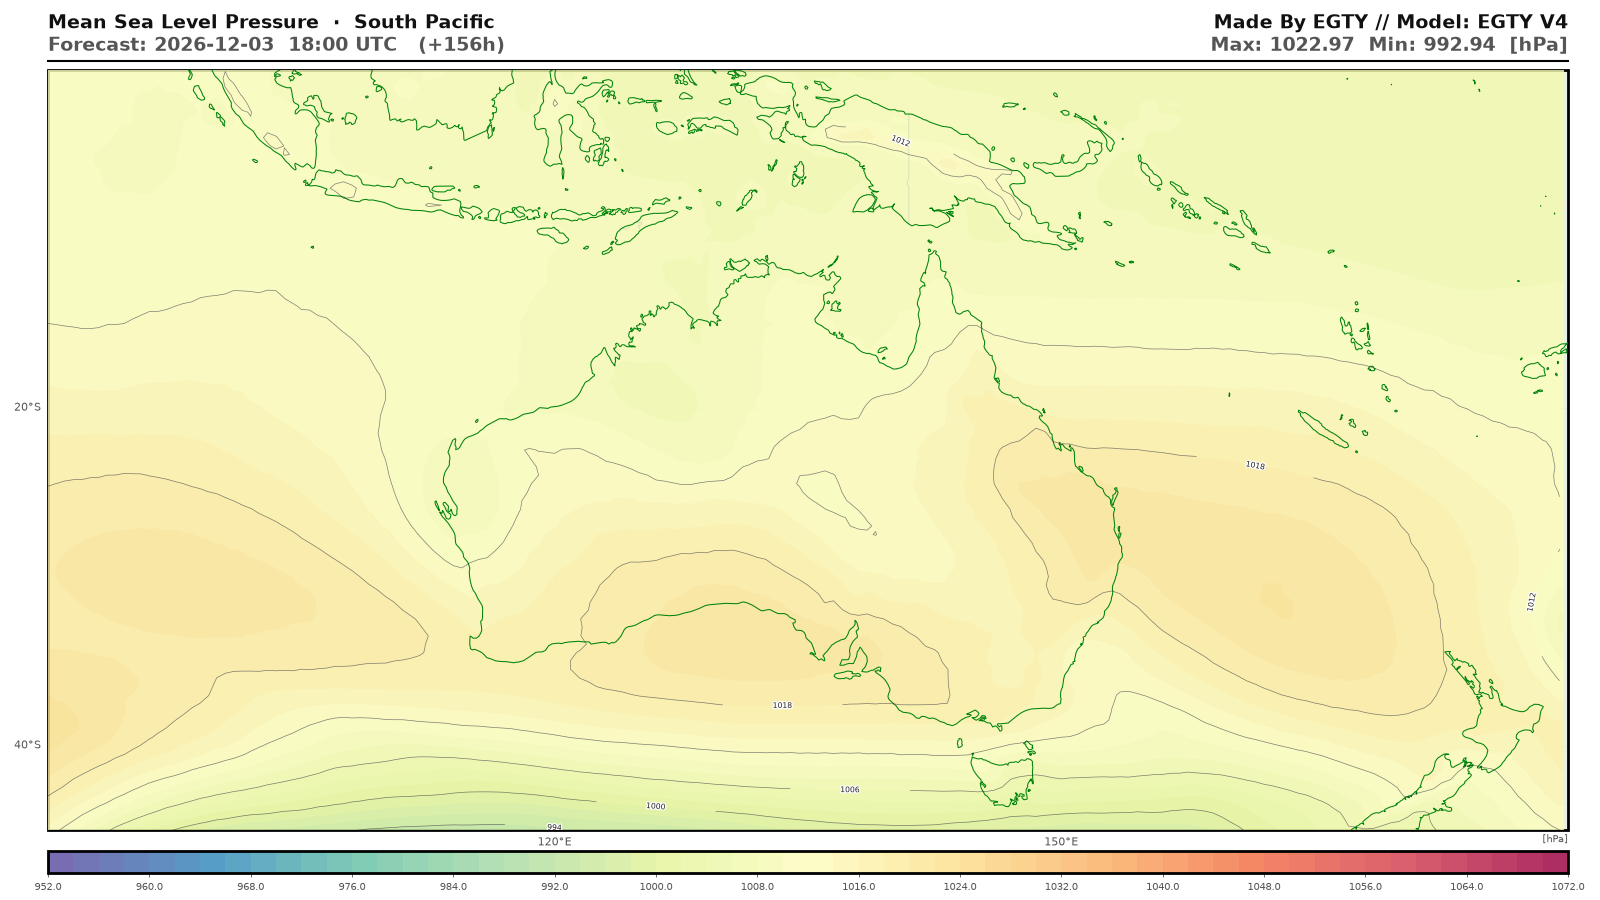 Mean Sea Level Pressure · South Pacific
Made By EGTY // Model: EGTY V4
Forecast: 2026-12-03 18:00 UTC (+156h)
Max: 1022.97 Min: 992.94 [hPa]
1012
20°S
1018
1012
1018
40°S
1006
1000
994
120°E
150°E
[hPa]
952.0 960.0 968.0 976.0 984.0 992.0 1000.0 1008.0 1016.0 1024.0 1032.0 1040.0 1048.0 1056.0 1064.0 1072.0